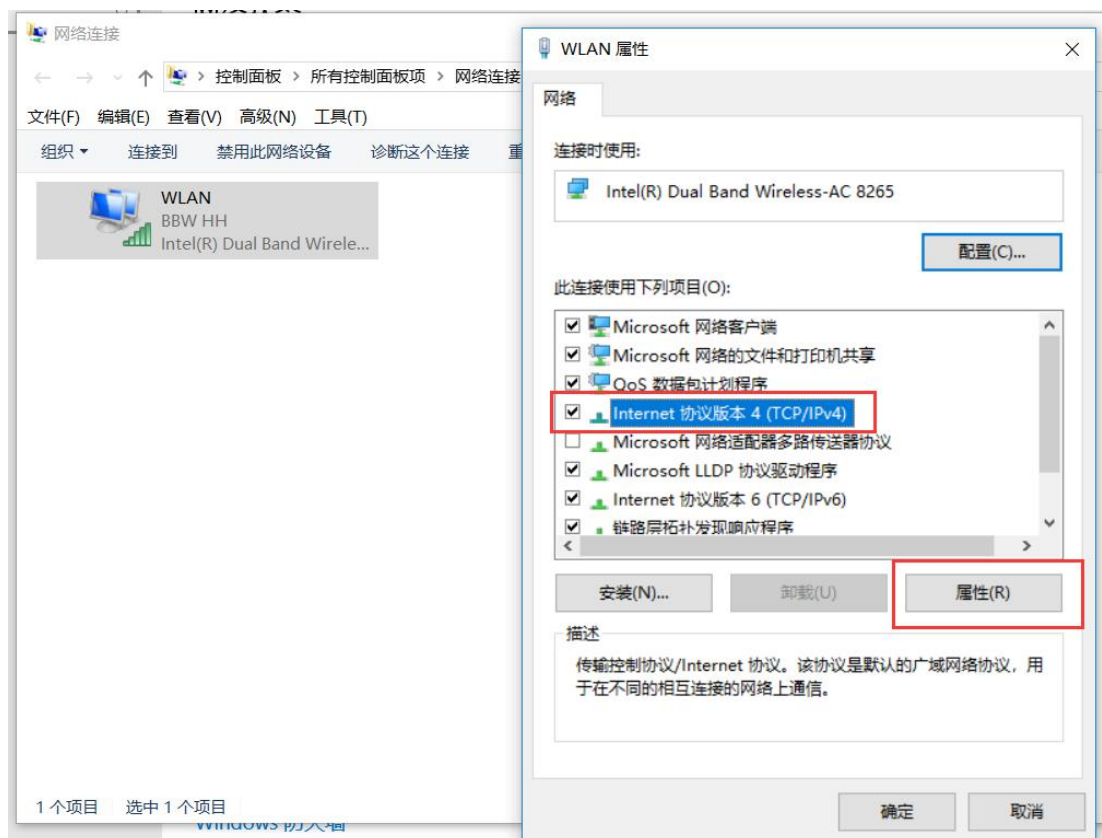 网络连接
控制面板 > 所有控制面板项 > 网络连接
文件(F) 编辑(E) 查看(V) 高级(N) 工具(T)
组织 连接到 禁用此网络设备 诊断这个连接 重
WLAN
BBW HH
Intel(R) Dual Band Wirele...
1 个项目 选中 1 个项目
Windows 防火墙
WLAN 属性
网络
连接时使用:
Intel(R) Dual Band Wireless-AC 8265
配置(C)...
此连接使用下列项目(O):
Microsoft 网络客户端
Microsoft 网络的文件和打印机共享
QoS 数据包计划程序
Internet 协议版本 4 (TCP/IPv4)
Microsoft 网络适配器多路传送器协议
Microsoft LLDP 协议驱动程序
Internet 协议版本 6 (TCP/IPv6)
链路层拓扑发现响应程序
安装(N)... 卸载(U) 属性(R)
描述
传输控制协议/Internet 协议。该协议是默认的广域网络协议，用
于在不同的相互连接的网络上通信。
确定 取消